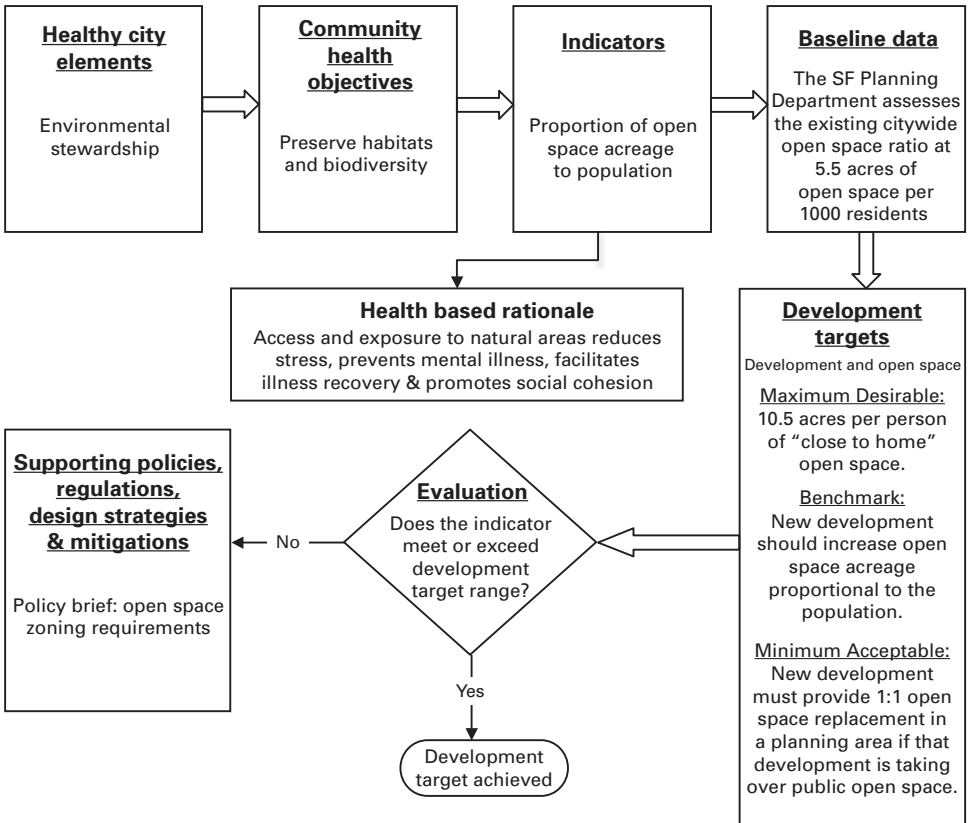 Healthy city
elements
Environmental
stewardship
Community
health
objectives
Preserve habitats
and biodiversity
Indicators
Proportion of open
space acreage
to population
Baseline data
The SF Planning
Department assesses
the existing citywide
open space ratio at
5.5 acres of
open space per
1000 residents
Health based rationale
Access and exposure to natural areas reduces
stress, prevents mental illness, facilitates
illness recovery & promotes social cohesion
Development
targets
Development and open space
Maximum Desirable:
10.5 acres per person
of “close to home”
open space.
Benchmark:
New development
should increase open
space acreage
proportional to the
population.
Minimum Acceptable:
New development
must provide 1:1 open
space replacement in
a planning area if that
development is taking
over public open space.
Evaluation
Does the indicator
meet or exceed
development
target range?
No
Supporting policies,
regulations,
design strategies
& mitigations
Policy brief: open space
zoning requirements
Yes
Development
target achieved